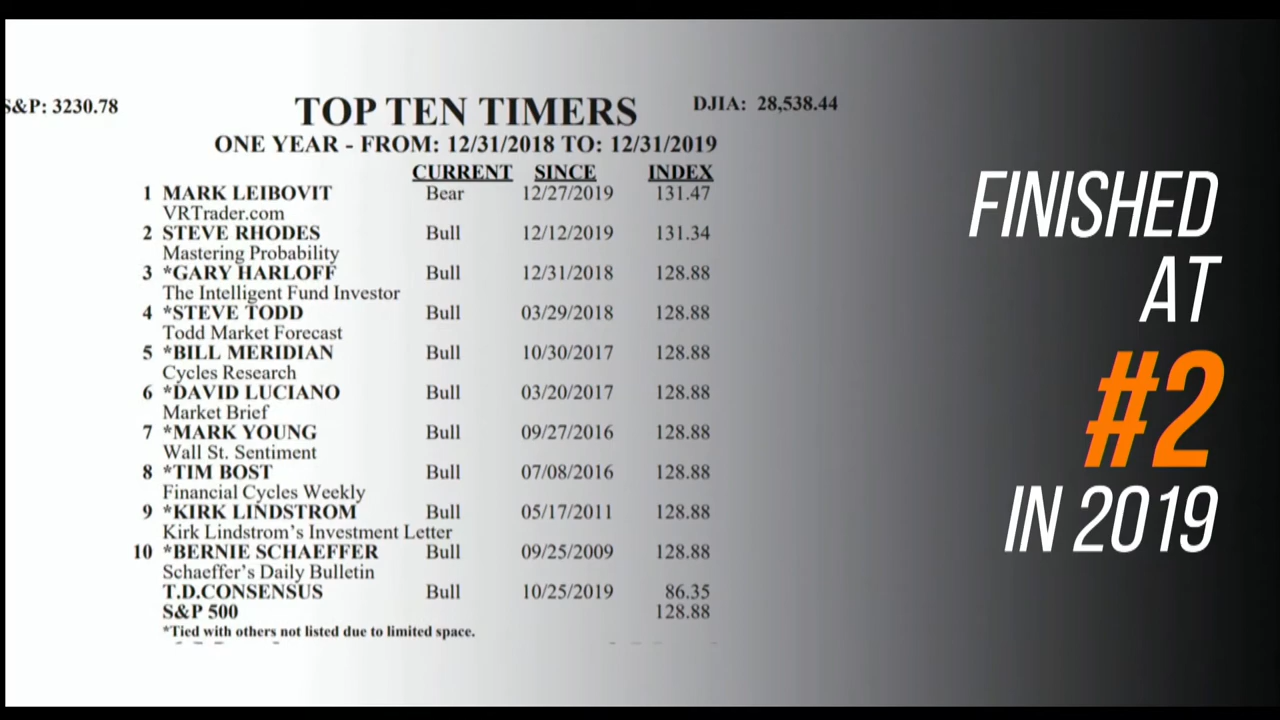 S&P: 3230.78
TOP TEN TIMERS
DJIA: 28,538.44
ONE YEAR - FROM: 12/31/2018 TO: 12/31/2019
CURRENT SINCE INDEX
1 MARK LEIBOVIT Bear 12/27/2019 131.47
VRTrader.com
2 STEVE RHODES Bull 12/12/2019 131.34
Mastering Probability
3 *GARY HARLOFF Bull 12/31/2018 128.88
The Intelligent Fund Investor
4 *STEVE TODD Bull 03/29/2018 128.88
Todd Market Forecast
5 *BILL MERIDIAN Bull 10/30/2017 128.88
Cycles Research
6 *DAVID LUCIANO Bull 03/20/2017 128.88
Market Brief
7 *MARK YOUNG Bull 09/27/2016 128.88
Wall St. Sentiment
8 *TIM BOST Bull 07/08/2016 128.88
Financial Cycles Weekly
9 *KIRK LINDSTROM Bull 05/17/2011 128.88
Kirk Lindstrom's Investment Letter
10 *BERNIE SCHAEFFER Bull 09/25/2009 128.88
Schaeffer's Daily Bulletin
T.D.CONSENSUS Bull 10/25/2019 86.35
S&P 500 128.88
*Tied with others not listed due to limited space.
FINISHED
AT
#2
IN 2019